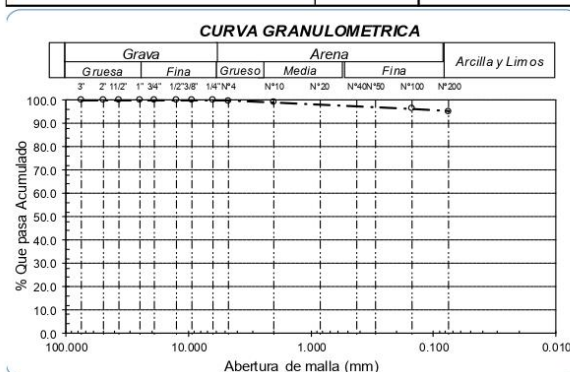 CURVA GRANULOMETRICA
Grava Arena Arcilla y Limos
Gruesa Fina Grueso Media Fina
3" 2" 11/2" 1" 3/4" 1/2" 3/8" 1/4" N°4 N°10 N°20 N°40 N°50 N°100 N°200
100.0
90.0
80.0
70.0
60.0
50.0
40.0
30.0
20.0
10.0
0.0
% Que pasa Acumulado
100.000 10.000 1.000 0.100 0.010
Abertura de malla (mm)